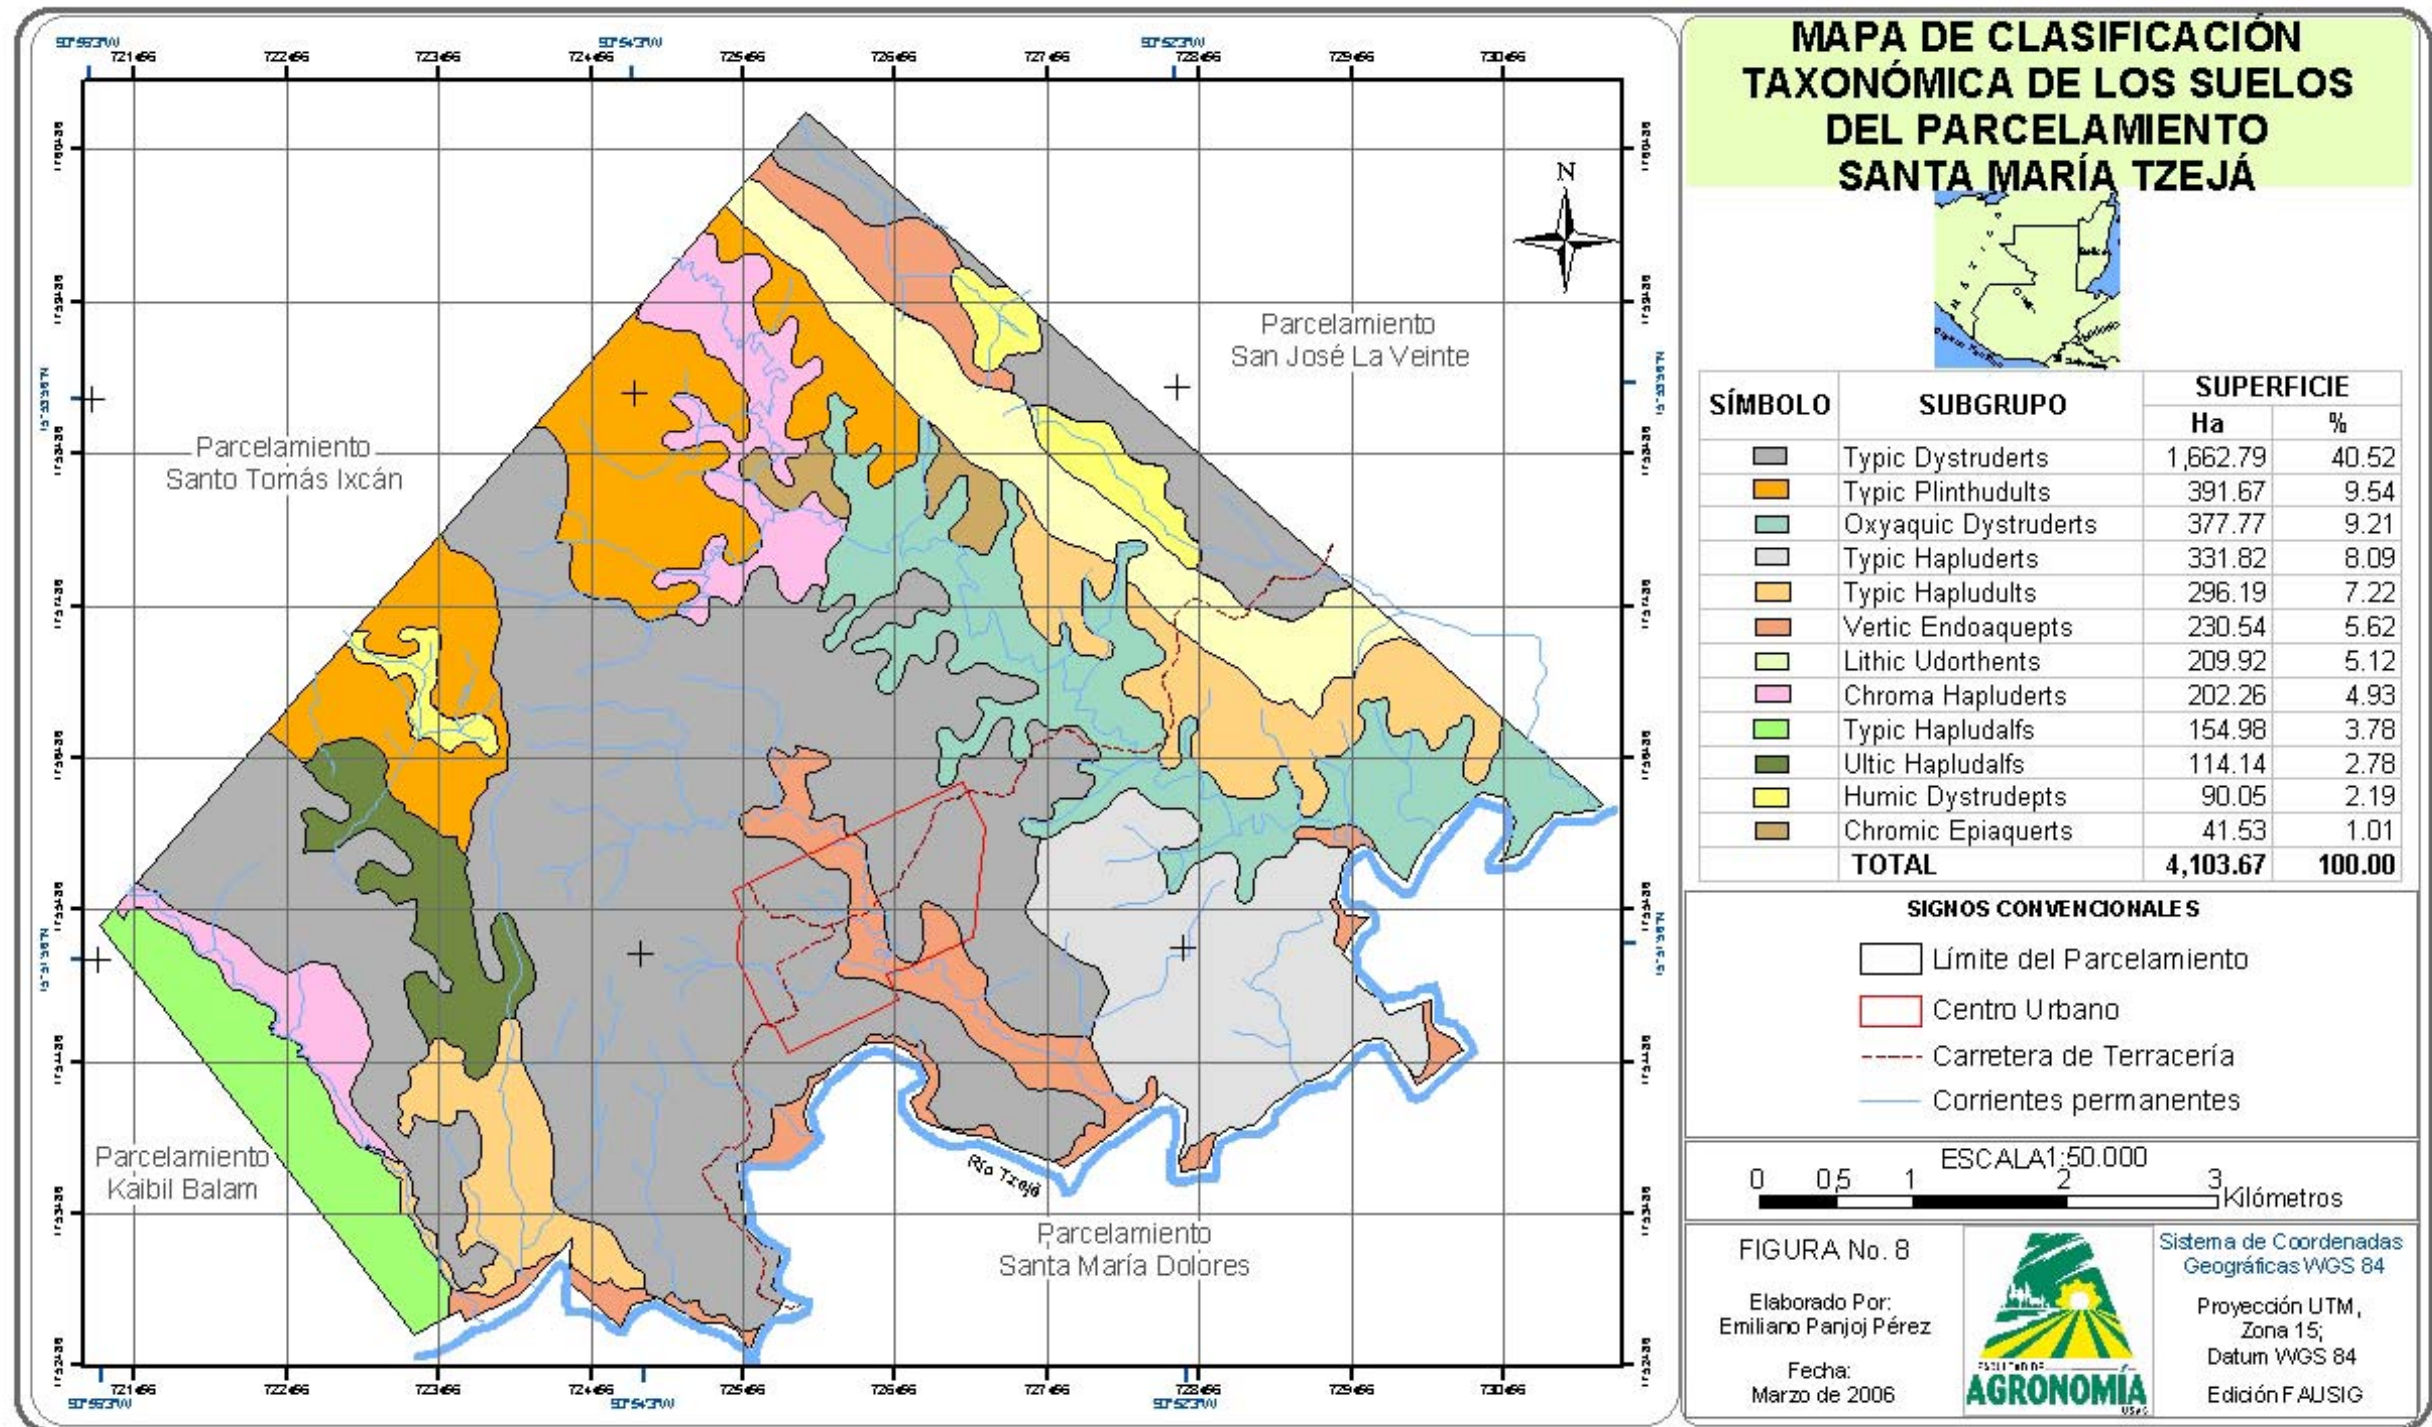 MAPA DE CLASIFICACIÓN
TAXONÓMICA DE LOS SUELOS
DEL PARCELAMIENTO
SANTA MARÍA TZEJÁ
SÍMBOLO SUBGRUPO SUPERFICIE
Ha %
Typic Dystruderts 1,662.79 40.52
Typic Plinthudults 391.67 9.54
Oxyaquic Dystruderts 377.77 9.21
Typic Hapluderts 331.82 8.09
Typic Hapludults 296.19 7.22
Vertic Endoaquepts 230.54 5.62
Lithic Udorthents 209.92 5.12
Chroma Hapluderts 202.26 4.93
Typic Hapludalfs 154.98 3.78
Ultic Hapludalfs 114.14 2.78
Humic Dystrudepts 90.05 2.19
Chromic Epiaquerts 41.53 1.01
TOTAL 4,103.67 100.00
SIGNOS CONVENCIONALES
Límite del Parcelamiento
Centro Urbano
Carretera de Terracería
Corrientes permanentes
ESCALA 1:50.000
0 0,5 1 2 3
Kilómetros
FIGURA No. 8
Elaborado Por:
Emiliano Panjoj Pérez
Fecha:
Marzo de 2006
FACULTAD DE
AGRONOMÍA
USAC
Sistema de Coordenadas
Geográficas WGS 84
Proyección UTM,
Zona 15;
Datum WGS 84
Edición FAUSIG
N
Parcelamiento
San José La Veinte
Parcelamiento
Santo Tomás Ixcán
Parcelamiento
Kaibil Balam
Río Tzejá
Parcelamiento
Santa María Dolores